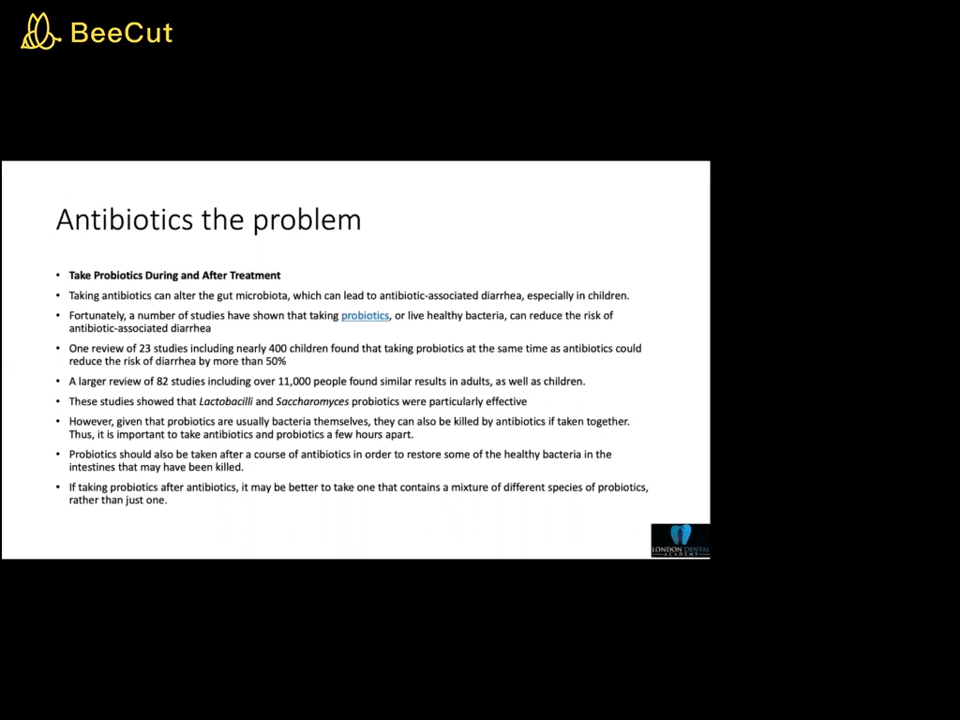 BeeCut
Antibiotics the problem
• Take Probiotics During and After Treatment
• Taking antibiotics can alter the gut microbiota, which can lead to antibiotic-associated diarrhea, especially in children.
• Fortunately, a number of studies have shown that taking probiotics, or live healthy bacteria, can reduce the risk of
antibiotic-associated diarrhea
• One review of 23 studies including nearly 400 children found that taking probiotics at the same time as antibiotics could
reduce the risk of diarrhea by more than 50%
• A larger review of 82 studies including over 11,000 people found similar results in adults, as well as children.
• These studies showed that Lactobacilli and Saccharomyces probiotics were particularly effective
• However, given that probiotics are usually bacteria themselves, they can also be killed by antibiotics if taken together.
Thus, it is important to take antibiotics and probiotics a few hours apart.
• Probiotics should also be taken after a course of antibiotics in order to restore some of the healthy bacteria in the
intestines that may have been killed.
• If taking probiotics after antibiotics, it may be better to take one that contains a mixture of different species of probiotics,
rather than just one.
LONDON DENTAL
ACADEMY